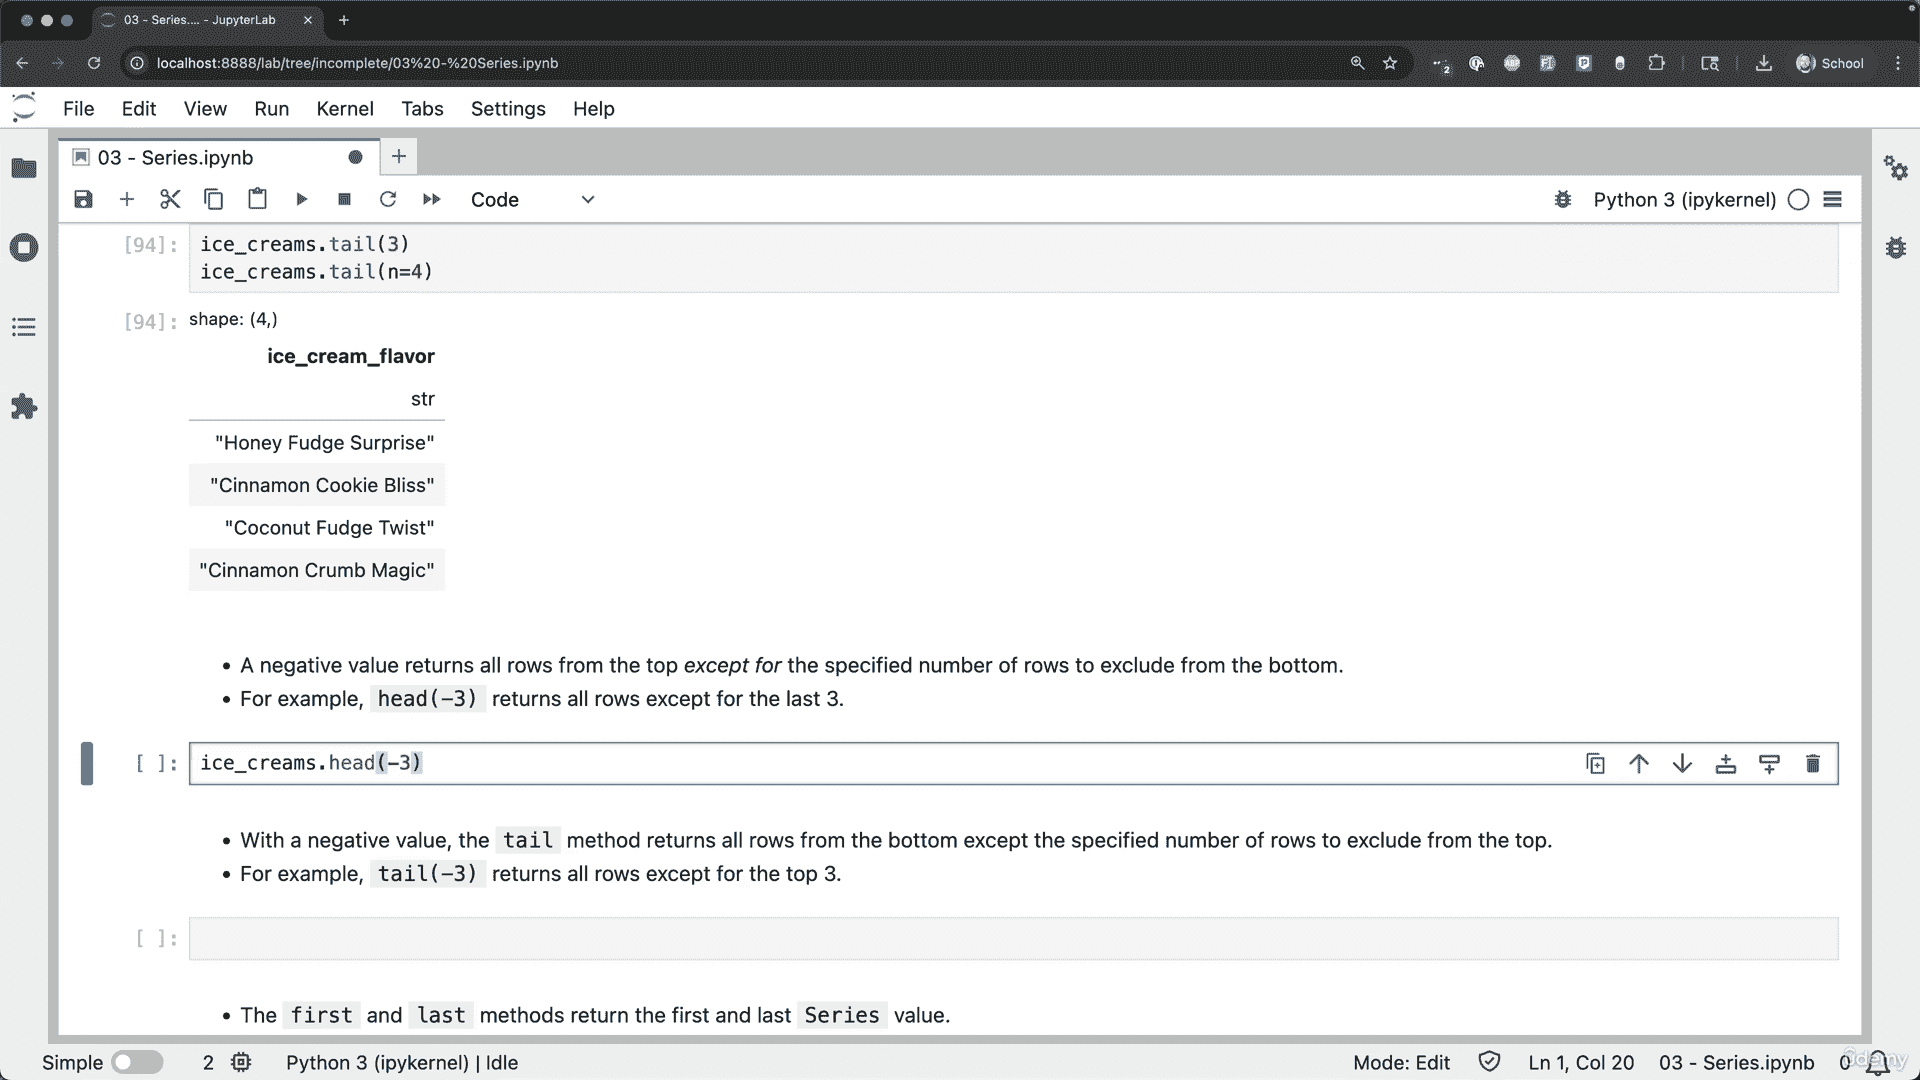 03 - Series.... - JupyterLab
localhost:8888/lab/tree/incomplete/03%20-%20Series.ipynb
2
ABP
School
File Edit View Run Kernel Tabs Settings Help
03 - Series.ipynb
Code
Python 3 (ipykernel)
[94]: ice_creams.tail(3)
ice_creams.tail(n=4)
[94]: shape: (4,)
ice_cream_flavor
str
"Honey Fudge Surprise"
"Cinnamon Cookie Bliss"
"Coconut Fudge Twist"
"Cinnamon Crumb Magic"
• A negative value returns all rows from the top except for the specified number of rows to exclude from the bottom.
• For example, head(-3) returns all rows except for the last 3.
[ ]: ice_creams.head(-3)
• With a negative value, the tail method returns all rows from the bottom except the specified number of rows to exclude from the top.
• For example, tail(-3) returns all rows except for the top 3.
[ ]:
• The first and last methods return the first and last Series value.
Simple 2 Python 3 (ipykernel) | Idle Mode: Edit Ln 1, Col 20 03 - Series.ipynb 0
Udemy